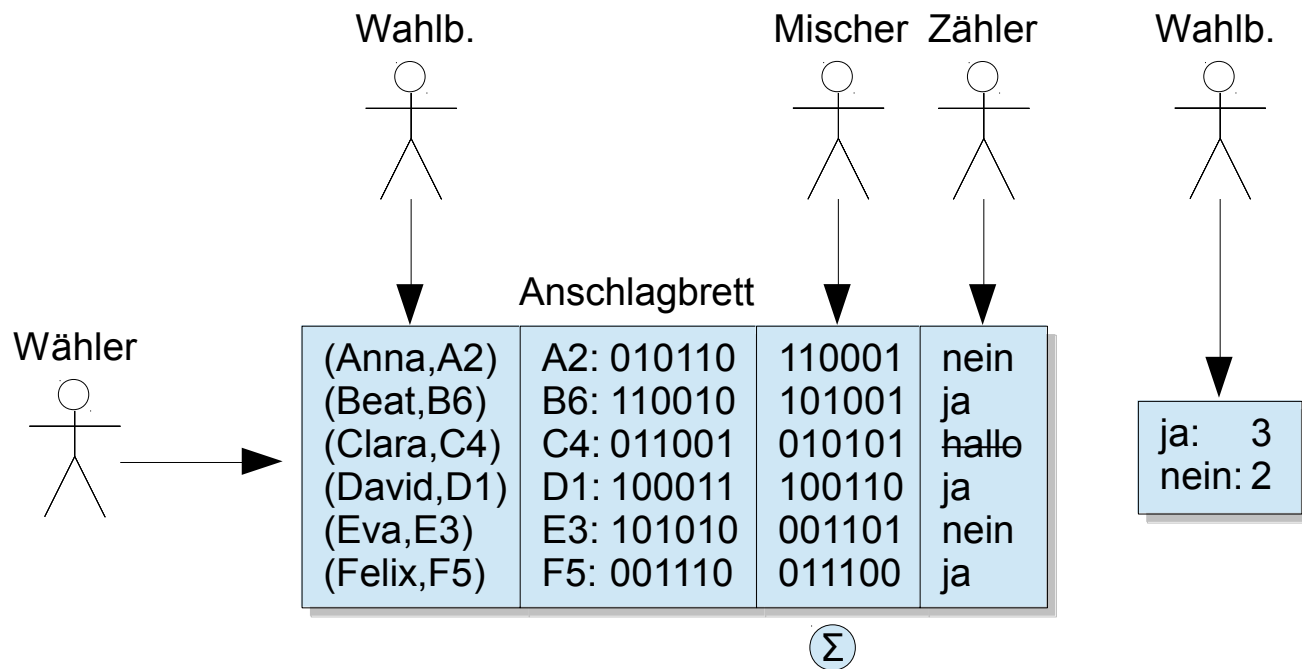 Wahlb. Mischer Zähler Wahlb.
Anschlagbrett
Wähler
(Anna,A2) A2: 010110 110001 nein
(Beat,B6) B6: 110010 101001 ja
(Clara,C4) C4: 011001 010101 hallo
(David,D1) D1: 100011 100110 ja
(Eva,E3) E3: 101010 001101 nein
(Felix,F5) F5: 001110 011100 ja
ja: 3
nein: 2
Σ